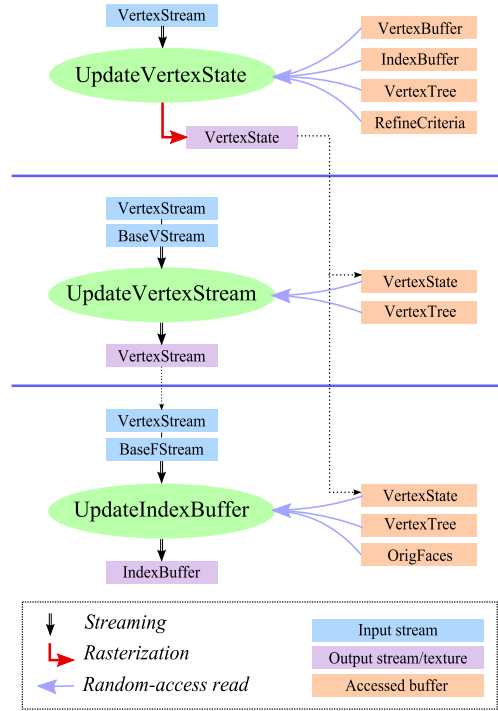 VertexStream
UpdateVertexState
VertexBuffer
IndexBuffer
VertexTree
RefineCriteria
VertexState
VertexStream
BaseVStream
UpdateVertexStream
VertexState
VertexTree
VertexStream
VertexStream
BaseFStream
UpdateIndexBuffer
VertexState
VertexTree
OrigFaces
IndexBuffer
Streaming
Rasterization
Random-access read
Input stream
Output stream/texture
Accessed buffer